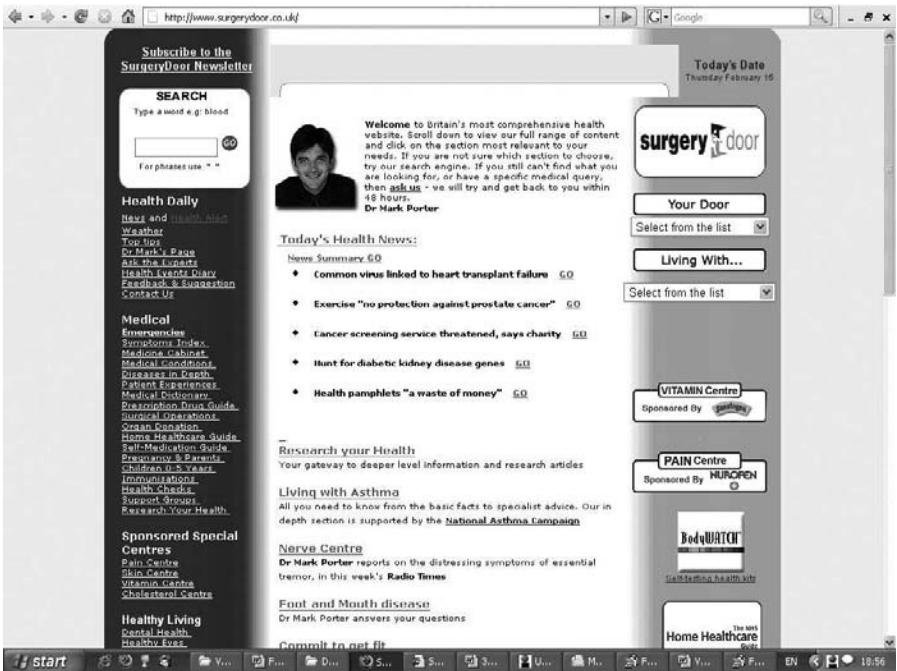 http://www.surgerydoor.co.uk/
G
Google
Subscribe to the
SurgeryDoor Newsletter
SEARCH
Type a word e.g: blood
GO
For phrases use " "
Health Daily
News and Health Alert
Weather
Top tips
Dr Mark's Page
Ask the Experts
Health Events Diary
Feedback & Suggestion
Contact Us
Medical
Emergencies
Symptoms Index
Medicine Cabinet
Medical Conditions
Diseases in Depth
Patient Experiences
Medical Dictionary
Prescription Drug Guide
Surgical Operations
Organ Donation
Home Healthcare Guide
Self-Medication Guide
Pregnancy & Parents
Children 0-5 Years
Immunisations
Health Checks
Support Groups
Research Your Health
Sponsored Special
Centres
Pain Centre
Skin Centre
Vitamin Centre
Cholesterol Centre
Healthy Living
Dental Health
Healthy Eyes
Welcome to Britain's most comprehensive health
website. Scroll down to view our full range of content
and click on the section most relevant to your
needs. If you are not sure which section to choose,
try our search engine. If you still can't find what you
are looking for, or have a specific medical query,
then ask us - we will try and get back to you within
48 hours.
Dr Mark Porter
Today's Health News:
News Summary GO
Common virus linked to heart transplant failure GO
Exercise "no protection against prostate cancer" GO
Cancer screening service threatened, says charity GO
Hunt for diabetic kidney disease genes GO
Health pamphlets "a waste of money" GO
Research your Health
Your gateway to deeper level information and research articles
Living with Asthma
All you need to know from the basic facts to specialist advice. Our in
depth section is supported by the National Asthma Campaign
Nerve Centre
Dr Mark Porter reports on the distressing symptoms of essential
tremor, in this week's Radio Times
Foot and Mouth disease
Dr Mark Porter answers your questions
Commit to get fit
Today's Date
Thursday February 16
surgery door
Your Door
Select from the list
Living With...
Select from the list
VITAMIN Centre
Sponsored By
PAIN Centre
Sponsored By NUROFEN
BodyWATCH
Self-testing health kits
The NHS
Home Healthcare
Guide
start
Y...
F...
D...
S...
S...
3...
U...
M...
F...
V...
F...
EN
18:56